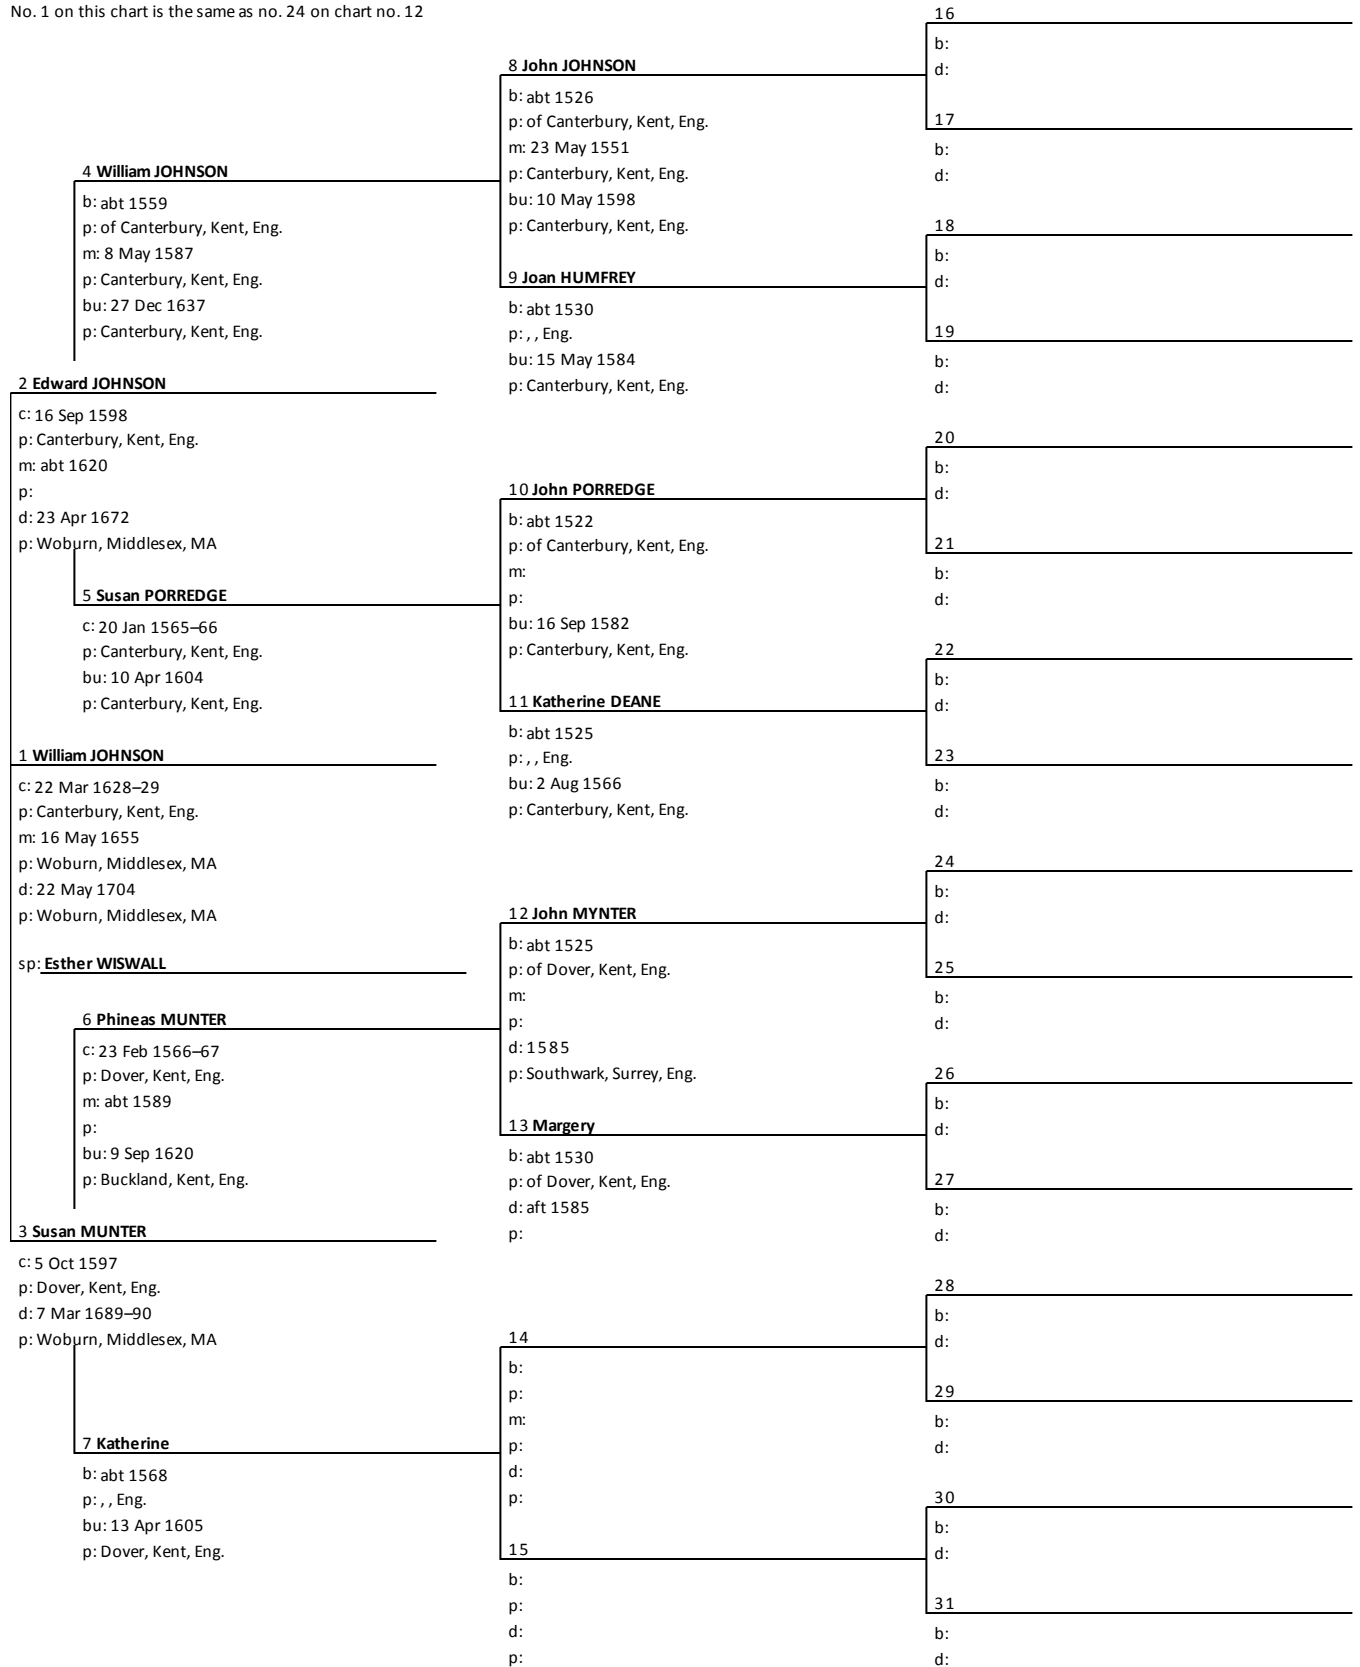 No. 1 on this chart is the same as no. 24 on chart no. 12
4 William JOHNSON
b: abt 1559
p: of Canterbury, Kent, Eng.
m: 8 May 1587
p: Canterbury, Kent, Eng.
bu: 27 Dec 1637
p: Canterbury, Kent, Eng.
2 Edward JOHNSON
c: 16 Sep 1598
p: Canterbury, Kent, Eng.
m: abt 1620
p:
d: 23 Apr 1672
p: Woburn, Middlesex, MA
5 Susan PORREDGE
c: 20 Jan 1565–66
p: Canterbury, Kent, Eng.
bu: 10 Apr 1604
p: Canterbury, Kent, Eng.
1 William JOHNSON
c: 22 Mar 1628–29
p: Canterbury, Kent, Eng.
m: 16 May 1655
p: Woburn, Middlesex, MA
d: 22 May 1704
p: Woburn, Middlesex, MA
sp: Esther WISWALL
6 Phineas MUNTER
c: 23 Feb 1566–67
p: Dover, Kent, Eng.
m: abt 1589
p:
bu: 9 Sep 1620
p: Buckland, Kent, Eng.
3 Susan MUNTER
c: 5 Oct 1597
p: Dover, Kent, Eng.
d: 7 Mar 1689–90
p: Woburn, Middlesex, MA
7 Katherine
b: abt 1568
p: , , Eng.
bu: 13 Apr 1605
p: Dover, Kent, Eng.
8 John JOHNSON
b: abt 1526
p: of Canterbury, Kent, Eng.
m: 23 May 1551
p: Canterbury, Kent, Eng.
bu: 10 May 1598
p: Canterbury, Kent, Eng.
9 Joan HUMFREY
b: abt 1530
p: , , Eng.
bu: 15 May 1584
p: Canterbury, Kent, Eng.
10 John PORREDGE
b: abt 1522
p: of Canterbury, Kent, Eng.
m:
p:
bu: 16 Sep 1582
p: Canterbury, Kent, Eng.
11 Katherine DEANE
b: abt 1525
p: , , Eng.
bu: 2 Aug 1566
p: Canterbury, Kent, Eng.
12 John MYNTER
b: abt 1525
p: of Dover, Kent, Eng.
m:
p:
d: 1585
p: Southwark, Surrey, Eng.
13 Margery
b: abt 1530
p: of Dover, Kent, Eng.
d: aft 1585
p:
14
b:
p:
m:
p:
d:
p:
15
b:
p:
d:
p:
16
b:
d:
17
b:
d:
18
b:
d:
19
b:
d:
20
b:
d:
21
b:
d:
22
b:
d:
23
b:
d:
24
b:
d:
25
b:
d:
26
b:
d:
27
b:
d:
28
b:
d:
29
b:
d:
30
b:
d:
31
b:
d: